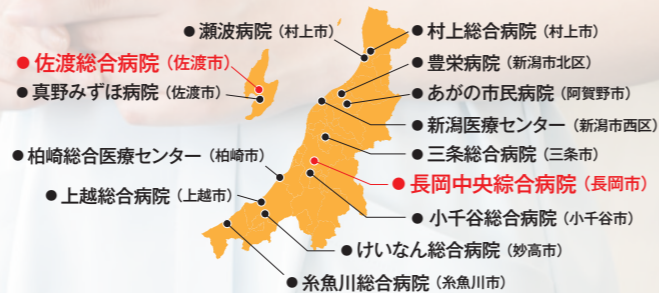 ●瀬波病院（村上市）
●村上総合病院（村上市）
●佐渡総合病院（佐渡市）
●豊栄病院（新潟市北区）
●真野みずほ病院（佐渡市）
●あがの市民病院（阿賀野市）
●新潟医療センター（新潟市西区）
●柏崎総合医療センター（柏崎市）
●三条総合病院（三条市）
●長岡中央綜合病院（長岡市）
●上越総合病院（上越市）
●小千谷総合病院（小千谷市）
●けいなん総合病院（妙高市）
●糸魚川総合病院（糸魚川市）